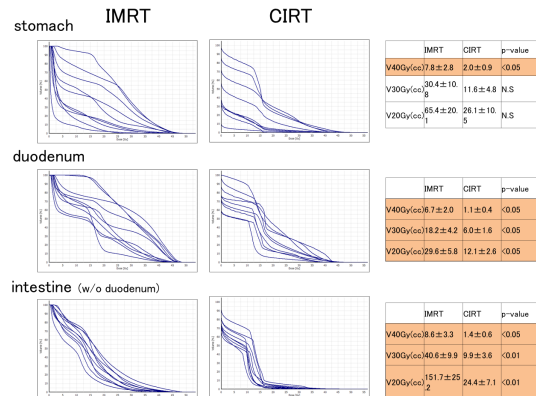 IMRT CIRT
stomach
IMRT CIRT p-value
V40Gy(cc) 7.8±2.8 2.0±0.9 <0.05
V30Gy(cc) 30.4±10.8 11.6±4.8 N.S
V20Gy(cc) 65.4±20.1 26.1±10.5 N.S
duodenum
IMRT CIRT p-value
V40Gy(cc) 6.7±2.0 1.1±0.4 <0.05
V30Gy(cc) 18.2±4.2 6.0±1.6 <0.05
V20Gy(cc) 29.6±5.8 12.1±2.6 <0.05
intestine (w/o duodenum)
IMRT CIRT p-value
V40Gy(cc) 8.6±3.3 1.4±0.6 <0.05
V30Gy(cc) 40.6±9.9 9.9±3.6 <0.01
V20Gy(cc) 151.7±25.2 24.4±7.1 <0.01